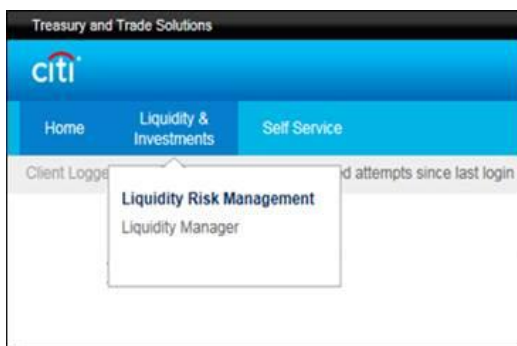 Treasury and Trade Solutions
citi
Home
Liquidity &
Investments
Self Service
Client Logge
d attempts since last login
Liquidity Risk Management
Liquidity Manager